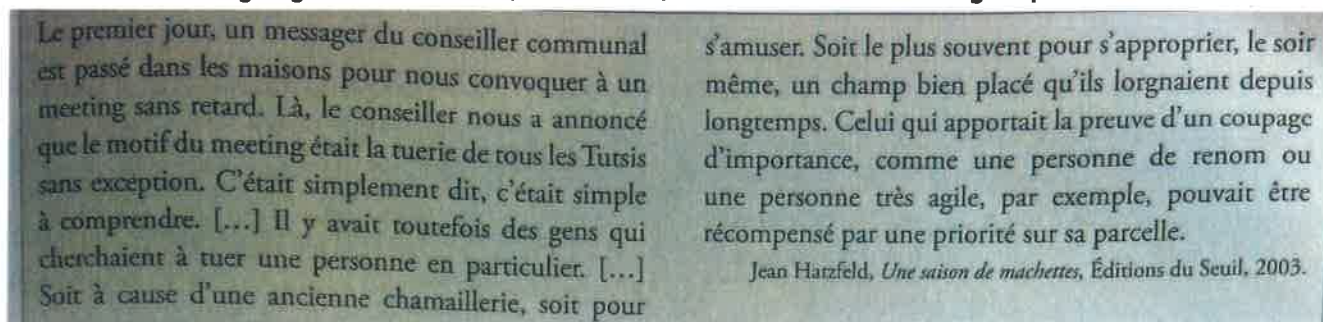 Le premier jour, un messager du conseiller communal
est passé dans les maisons pour nous convoquer à un
meeting sans retard. Là, le conseiller nous a annoncé
que le motif du meeting était la tuerie de tous les Tutsis
sans exception. C'était simplement dit, c'était simple
à comprendre. […] Il y avait toutefois des gens qui
cherchaient à tuer une personne en particulier. […]
Soit à cause d'une ancienne chamaillerie, soit pour
s'amuser. Soit le plus souvent pour s'approprier, le soir
même, un champ bien placé qu'ils lorgnaient depuis
longtemps. Celui qui apportait la preuve d'un coupage
d'importance, comme une personne de renom ou
une personne très agile, par exemple, pouvait être
récompensé par une priorité sur sa parcelle.
Jean Hatzfeld, Une saison de machettes, Éditions du Seuil, 2003.